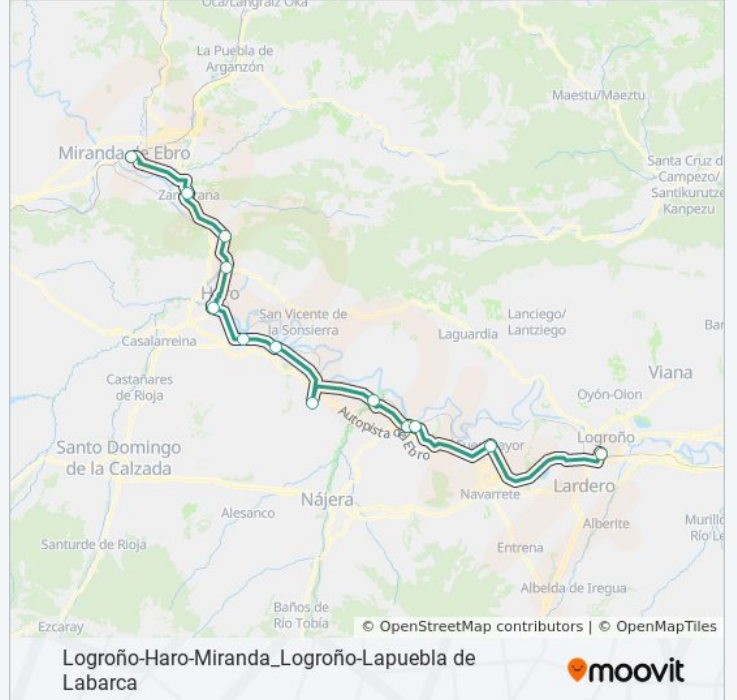 Oca/Langraiz Oka
La Puebla de
Arganzón
Maestu/Maeztu
Miranda de Ebro
Santa Cruz d
Campezo/
Santikurutze
Kanpezu
Haro
San Vicente de
la Sonsierra
Lanciego/
Lantziego
Laguardia
Bar
Casalarreina
Viana
Castañares
de Rioja
Oyón-Oion
Autopista del Ebro
Logroño
Santo Domingo
de la Calzada
Lardero
Nájera
Navarrete
Alesanco
Alberite
Murillo
Río Le
Santurde de Rioja
Entrena
Albelda de Iregua
Baños de
Río Tobía
Ezcaray
© OpenStreetMap contributors | © OpenMapTiles
Logroño-Haro-Miranda_Logroño-Lapuebla de
Labarca
moovit